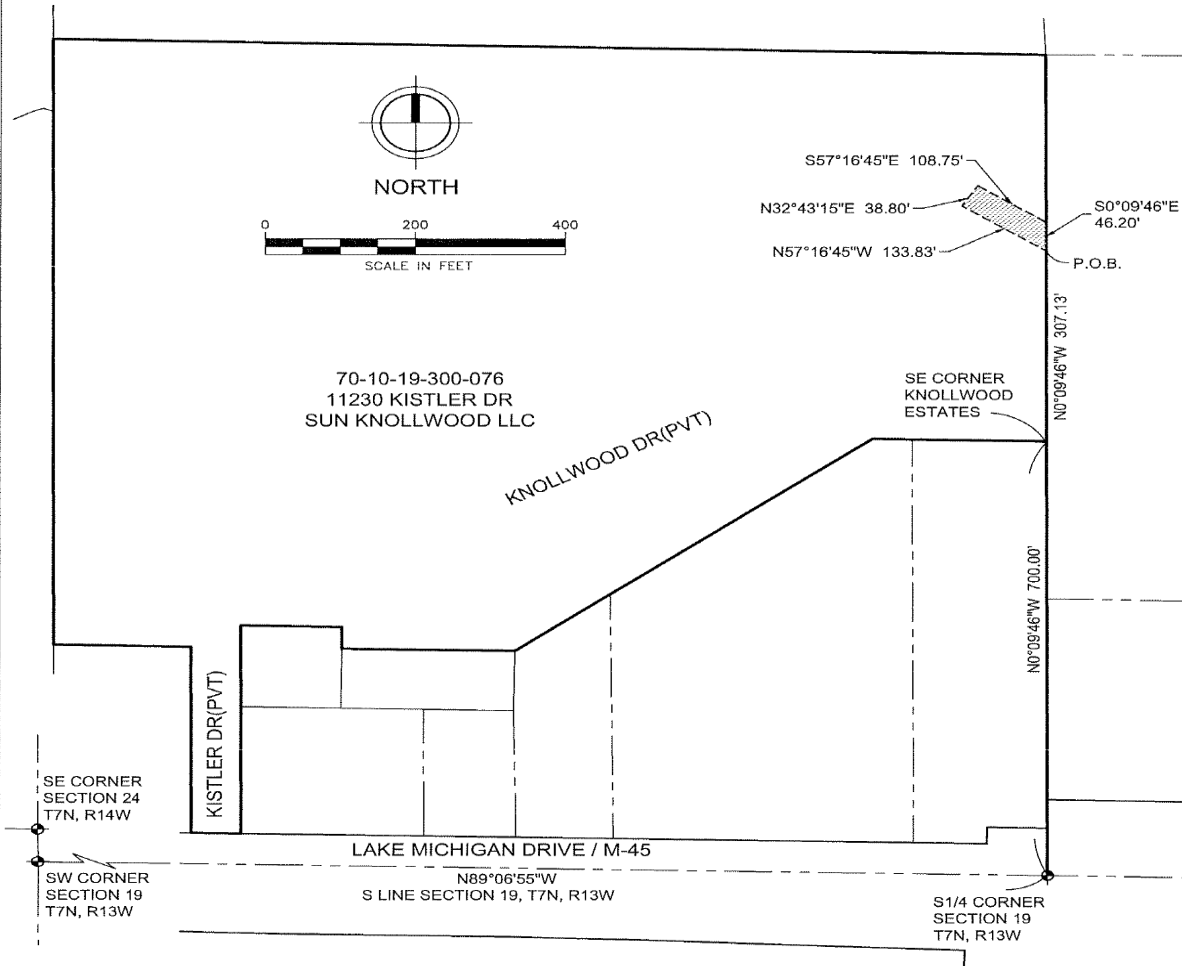 S57°16'45"E 108.75'
N32°43'15"E 38.80'
S0°09'46"E
46.20'
N57°16'45"W 133.83'
P.O.B.
NORTH
0 200 400
SCALE IN FEET
N0°09'46"W 307.13'
70-10-19-300-076
11230 KISTLER DR
SUN KNOLLWOOD LLC
SE CORNER
KNOLLWOOD
ESTATES
KNOLLWOOD DR(PVT)
N0°09'46"W 700.00'
KISTLER DR(PVT)
SE CORNER
SECTION 24
T7N, R14W
LAKE MICHIGAN DRIVE / M-45
N89°06'55"W
S LINE SECTION 19, T7N, R13W
SW CORNER
SECTION 19
T7N, R13W
S1/4 CORNER
SECTION 19
T7N, R13W